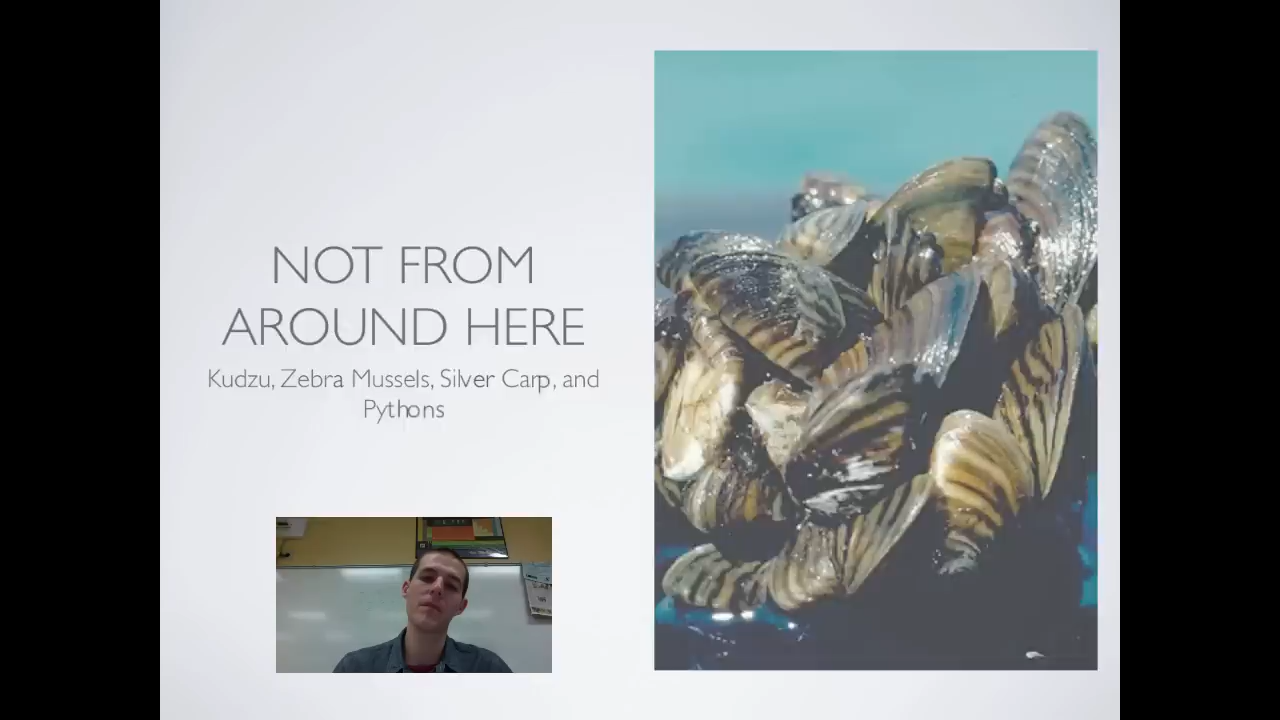 NOT FROM
AROUND HERE
Kudzu, Zebra Mussels, Silver Carp, and
Pythons